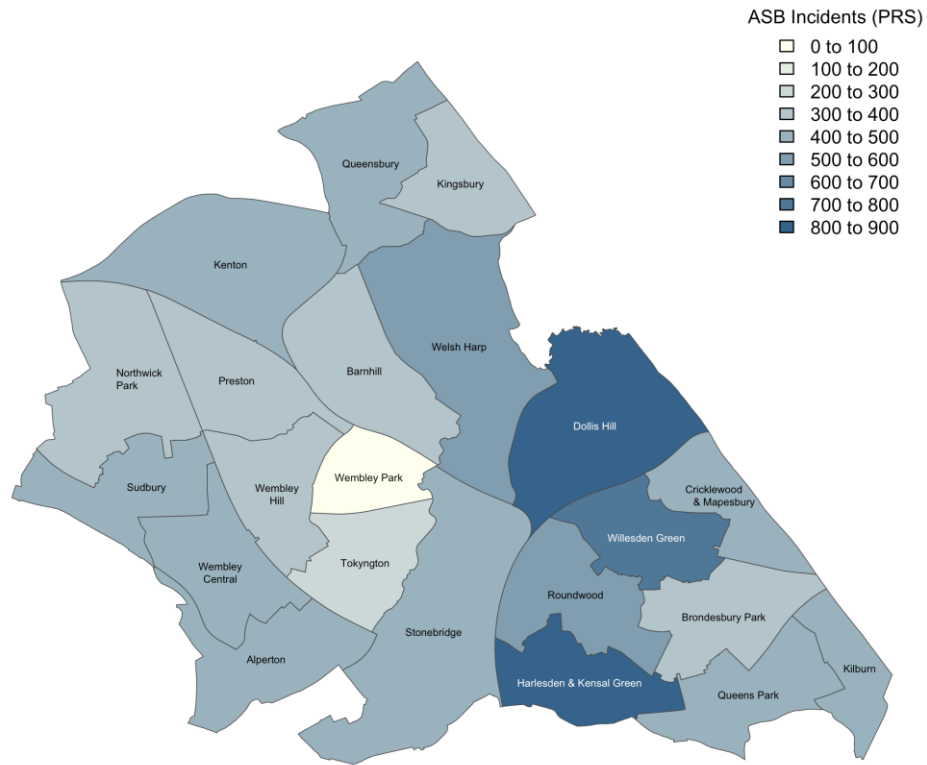 ASB Incidents (PRS)
0 to 100
100 to 200
200 to 300
300 to 400
400 to 500
500 to 600
600 to 700
700 to 800
800 to 900
Queensbury
Kingsbury
Kenton
Welsh Harp
Northwick
Park
Preston
Barnhill
Dollis Hill
Sudbury
Wembley
Hill
Wembley Park
Cricklewood
& Mapesbury
Willesden Green
Wembley
Central
Tokyngton
Roundwood
Brondesbury Park
Stonebridge
Alperton
Harlesden & Kensal Green
Queens Park
Kilburn